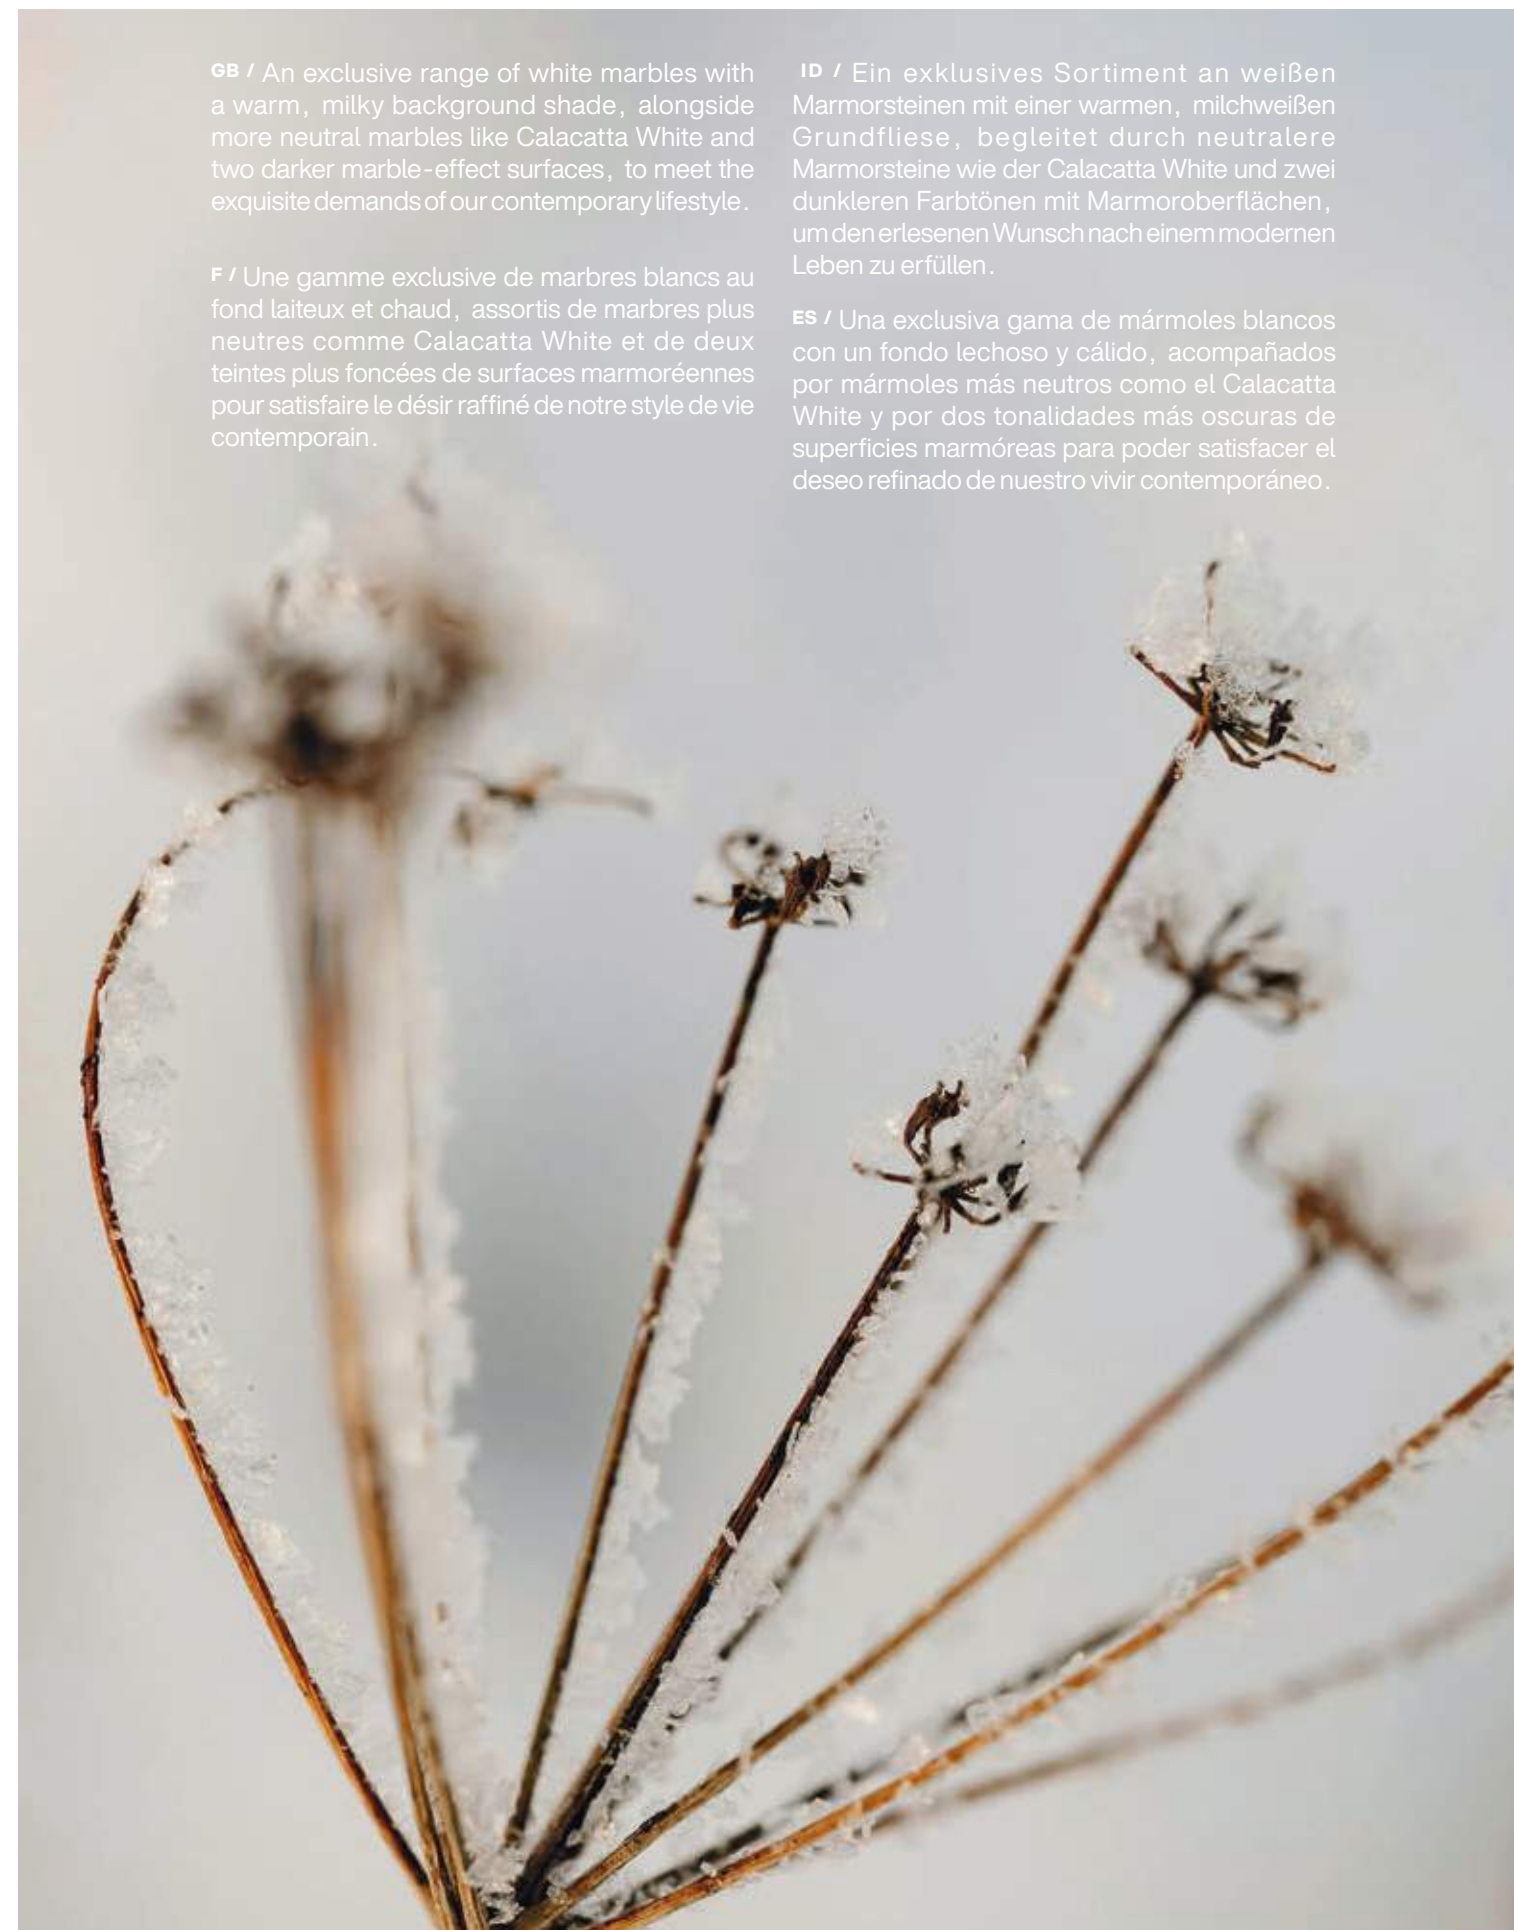 GB / An exclusive range of white marbles with
a warm, milky background shade, alongside
more neutral marbles like Calacatta White and
two darker marble-effect surfaces, to meet the
exquisite demands of our contemporary lifestyle.
F / Une gamme exclusive de marbres blancs au
fond laiteux et chaud, assortis de marbres plus
neutres comme Calacatta White et de deux
teintes plus foncées de surfaces marmoréennes
pour satisfaire le désir raffiné de notre style de vie
contemporain.
ID / Ein exklusives Sortiment an weißen
Marmorsteinen mit einer warmen, milchweißen
Grundfliese, begleitet durch neutralere
Marmorsteine wie der Calacatta White und zwei
dunkleren Farbtönen mit Marmoroberflächen,
um den erlesenen Wunsch nach einem modernen
Leben zu erfüllen.
ES / Una exclusiva gama de mármoles blancos
con un fondo lechoso y cálido, acompañados
por mármoles más neutros como el Calacatta
White y por dos tonalidades más oscuras de
superficies marmóreas para poder satisfacer el
deseo refinado de nuestro vivir contemporáneo.